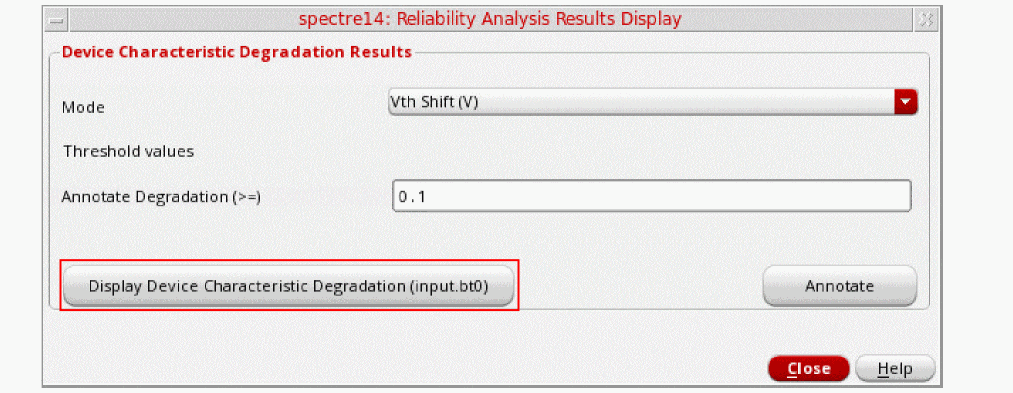 spectre14: Reliability Analysis Results Display
Device Characteristic Degradation Results
Mode
Vth Shift (V)
Threshold values
Annotate Degradation (>=)
0.1
Display Device Characteristic Degradation (input.bt0)
Annotate
Close
Help